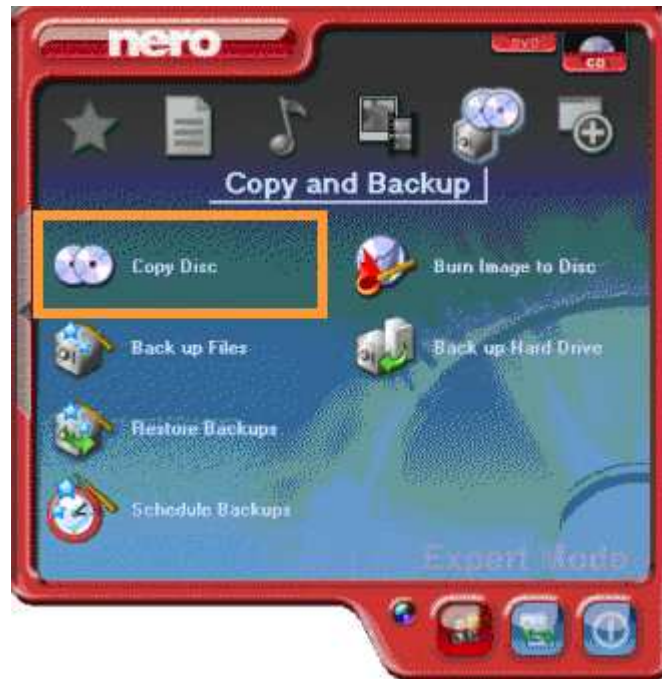 nero
DVD
CD
Copy and Backup
Copy Disc
Burn Image to Disc
Back up Files
Back up Hard Drive
Restore Backups
Schedule Backups
Expert Mode